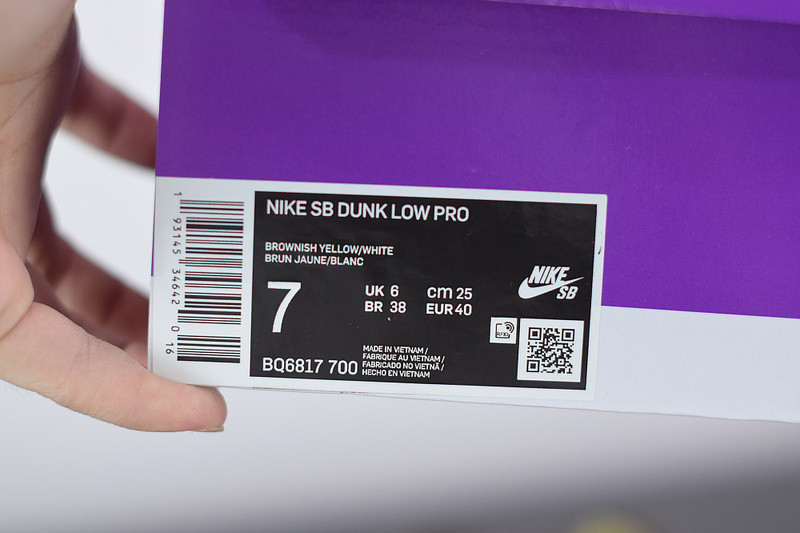 NIKE SB DUNK LOW PRO
BROWNISH YELLOW/WHITE
BRUN JAUNE/BLANC
7
UK 6
cm 25
BR 38
EUR 40
NIKE
SB
BQ6817 700
MADE IN VIETNAM /
FABRIQUE AU VIETNAM /
FABRICADO NO VIETNÃ /
HECHO EN VIETNAM
1 93145 34642 0 16